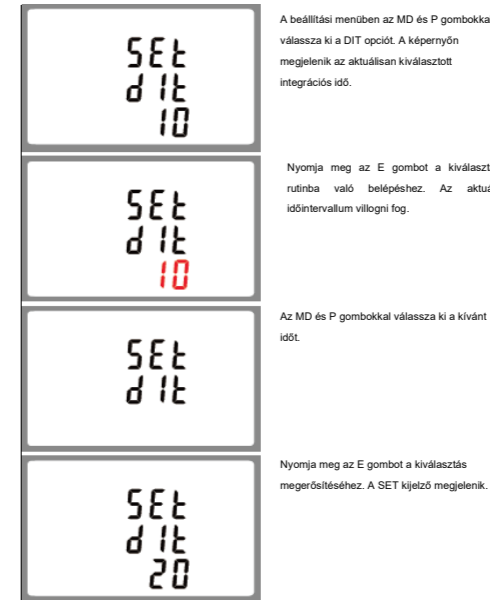 SEt
dIt
10
A beállítási menüben az MD és P gombokka
válassza ki a DIT opciót. A képernyőn
megjelenik az aktuálisan kiválasztott
integrációs idő.
SEt
dIt
10
Nyomja meg az E gombot a kiválaszt
rutinba való belépéshez. Az aktuá
időintervallum villogni fog.
SEt
dIt
Az MD és P gombokkal válassza ki a kívánt
időt.
SEt
dIt
20
Nyomja meg az E gombot a kiválasztás
megerősítéséhez. A SET kijelző megjelenik.